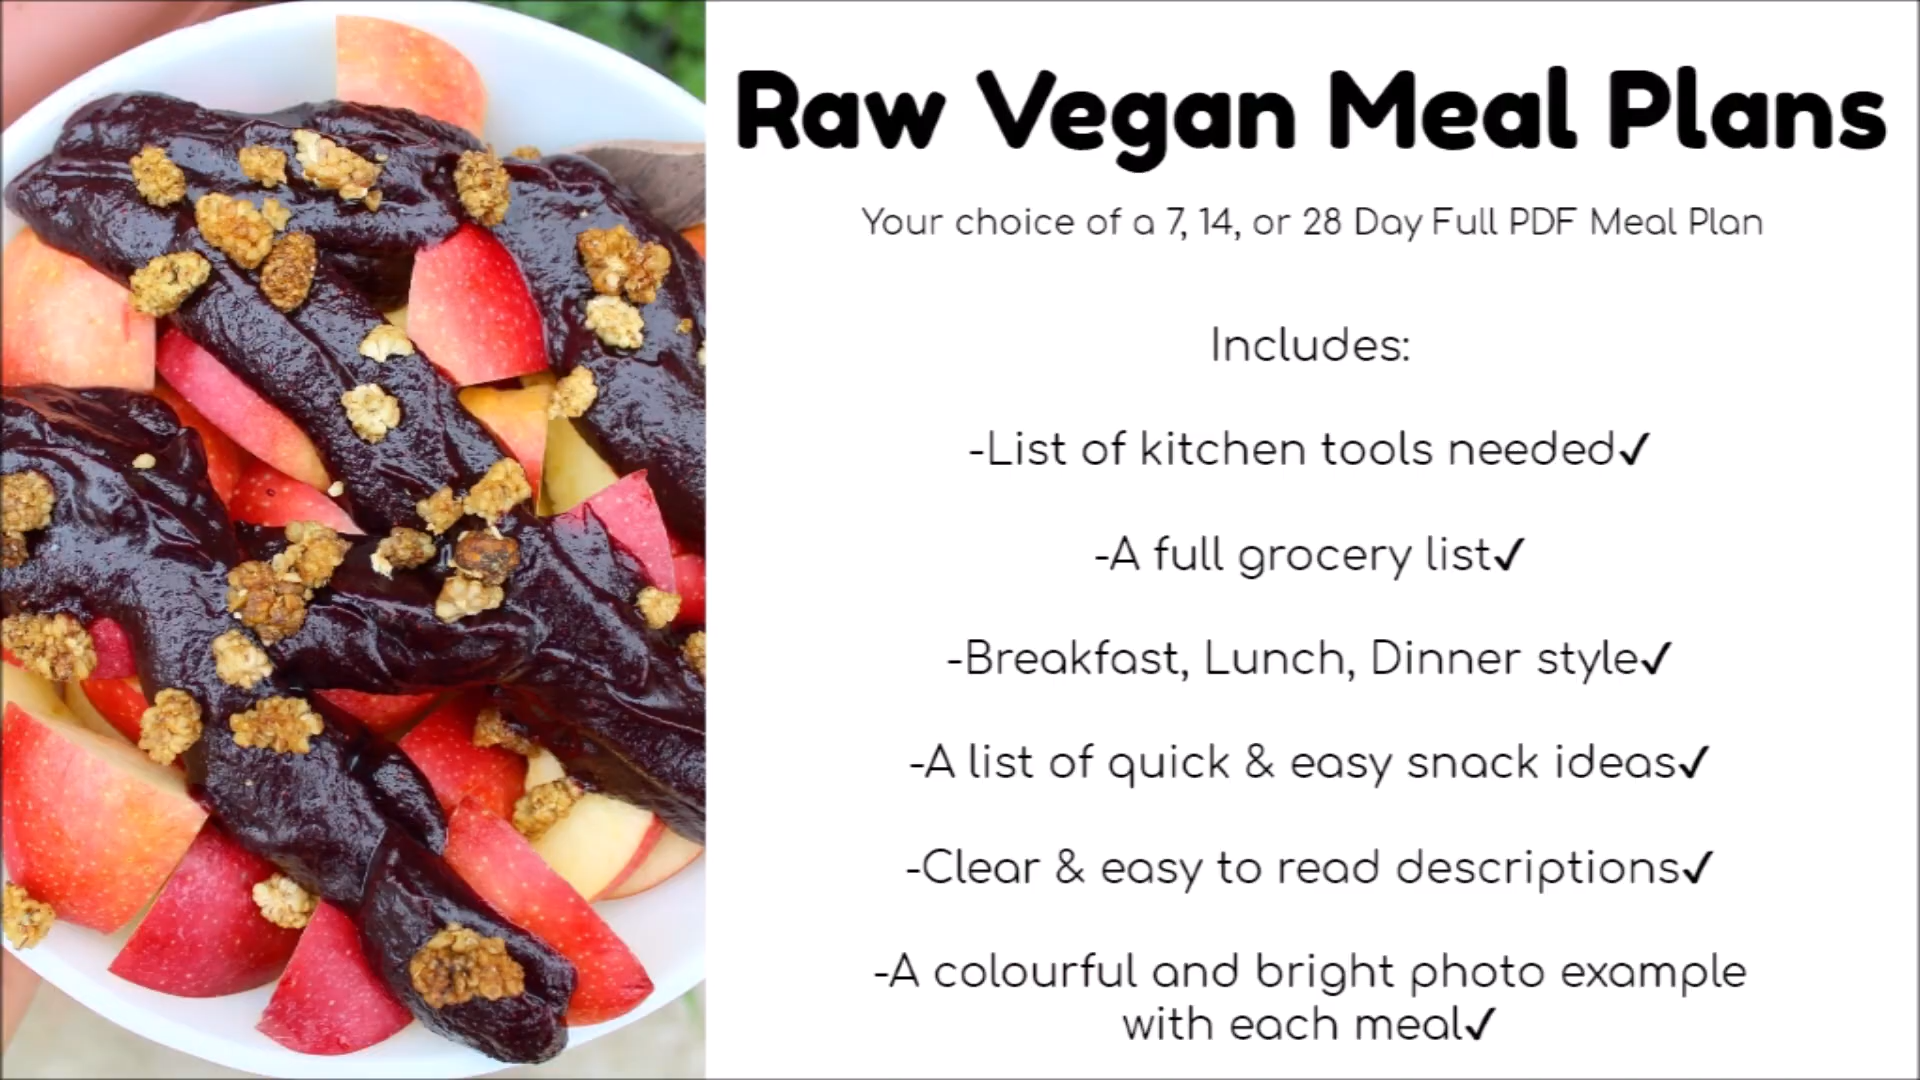 Raw Vegan Meal Plans
Your choice of a 7, 14, or 28 Day Full PDF Meal Plan
Includes:
-List of kitchen tools needed✓
-A full grocery list✓
-Breakfast, Lunch, Dinner style✓
-A list of quick & easy snack ideas✓
-Clear & easy to read descriptions✓
-A colourful and bright photo example
with each meal✓